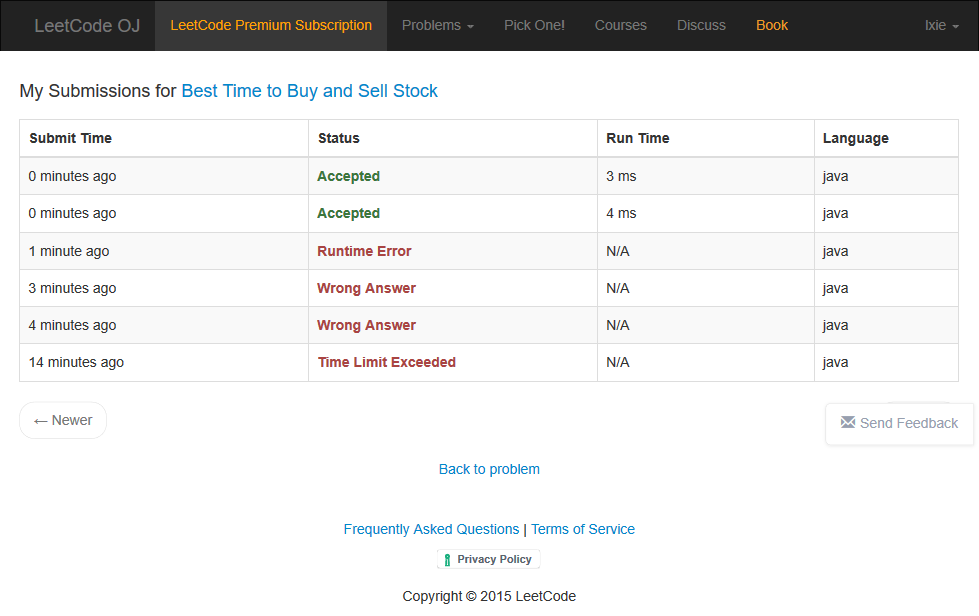 LeetCode OJ LeetCode Premium Subscription Problems Pick One! Courses Discuss Book lxie
My Submissions for Best Time to Buy and Sell Stock
Submit Time Status Run Time Language
0 minutes ago Accepted 3 ms java
0 minutes ago Accepted 4 ms java
1 minute ago Runtime Error N/A java
3 minutes ago Wrong Answer N/A java
4 minutes ago Wrong Answer N/A java
14 minutes ago Time Limit Exceeded N/A java
← Newer Send Feedback
Back to problem
Frequently Asked Questions | Terms of Service
Privacy Policy
Copyright © 2015 LeetCode